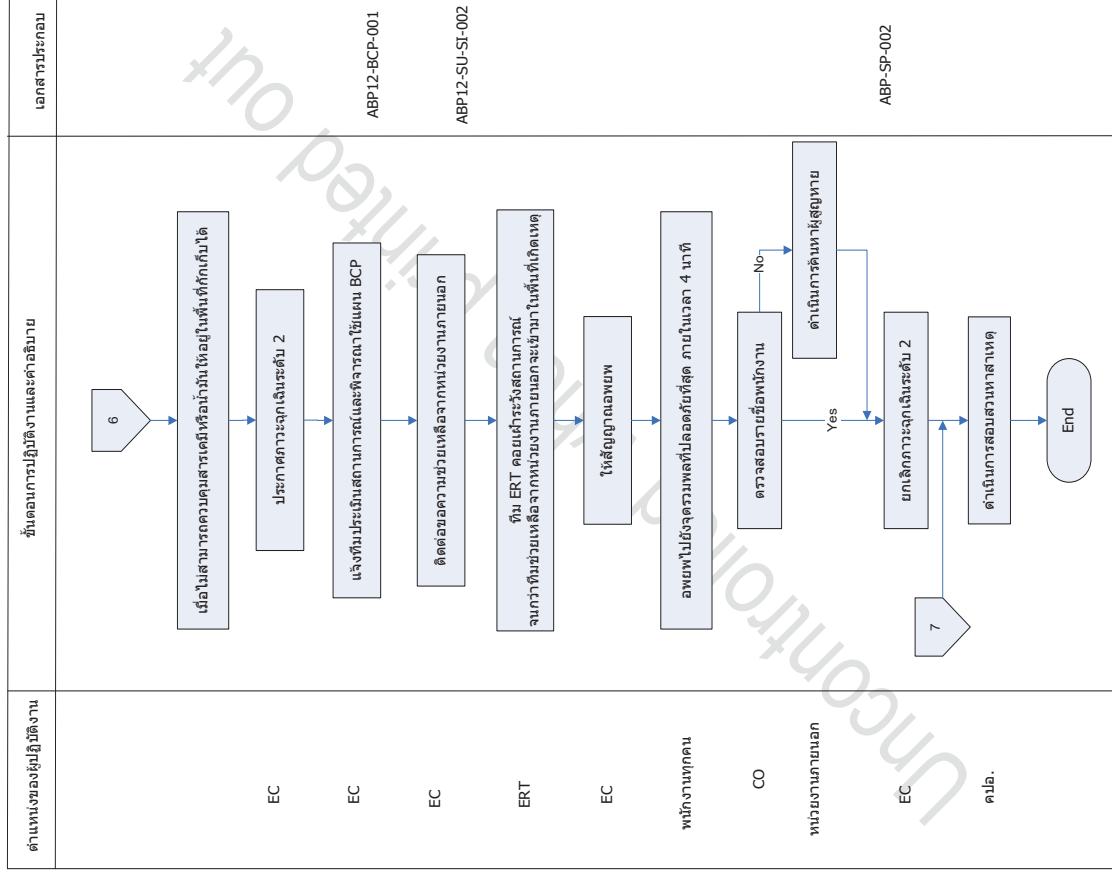 ตำแหน่งของผู้ปฏิบัติงาน
ขั้นตอนการปฏิบัติงานและคำอธิบาย
เอกสารประกอบ
6
เมื่อไม่สามารถควบคุมสารเคมีหรือน้ำมันให้อยู่ในพื้นที่กักเก็บได้
EC
ประกาศภาวะฉุกเฉินระดับ 2
EC
แจ้งทีมประเมินสถานการณ์และพิจารณาใช้แผน BCP
ABP12-BCP-001
EC
ติดต่อขอความช่วยเหลือจากหน่วยงานภายนอก
ABP12-SU-SI-002
ERT
ทีม ERT คอยเฝ้าระวังสถานการณ์
จนกว่าทีมช่วยเหลือจากหน่วยงานภายนอกจะเข้ามาในพื้นที่เกิดเหตุ
EC
ให้สัญญาณอพยพ
พนักงานทุกคน
อพยพไปยังจุดรวมพลที่ปลอดภัยที่สุด ภายในเวลา 4 นาที
CO
ตรวจสอบรายชื่อพนักงาน
No
หน่วยงานภายนอก
Yes
ดำเนินการค้นหาผู้สูญหาย
EC
ยกเลิกภาวะฉุกเฉินระดับ 2
ABP-SP-002
7
คปอ.
ดำเนินการสอบสวนหาสาเหตุ
End
Uncontrolled when printed out